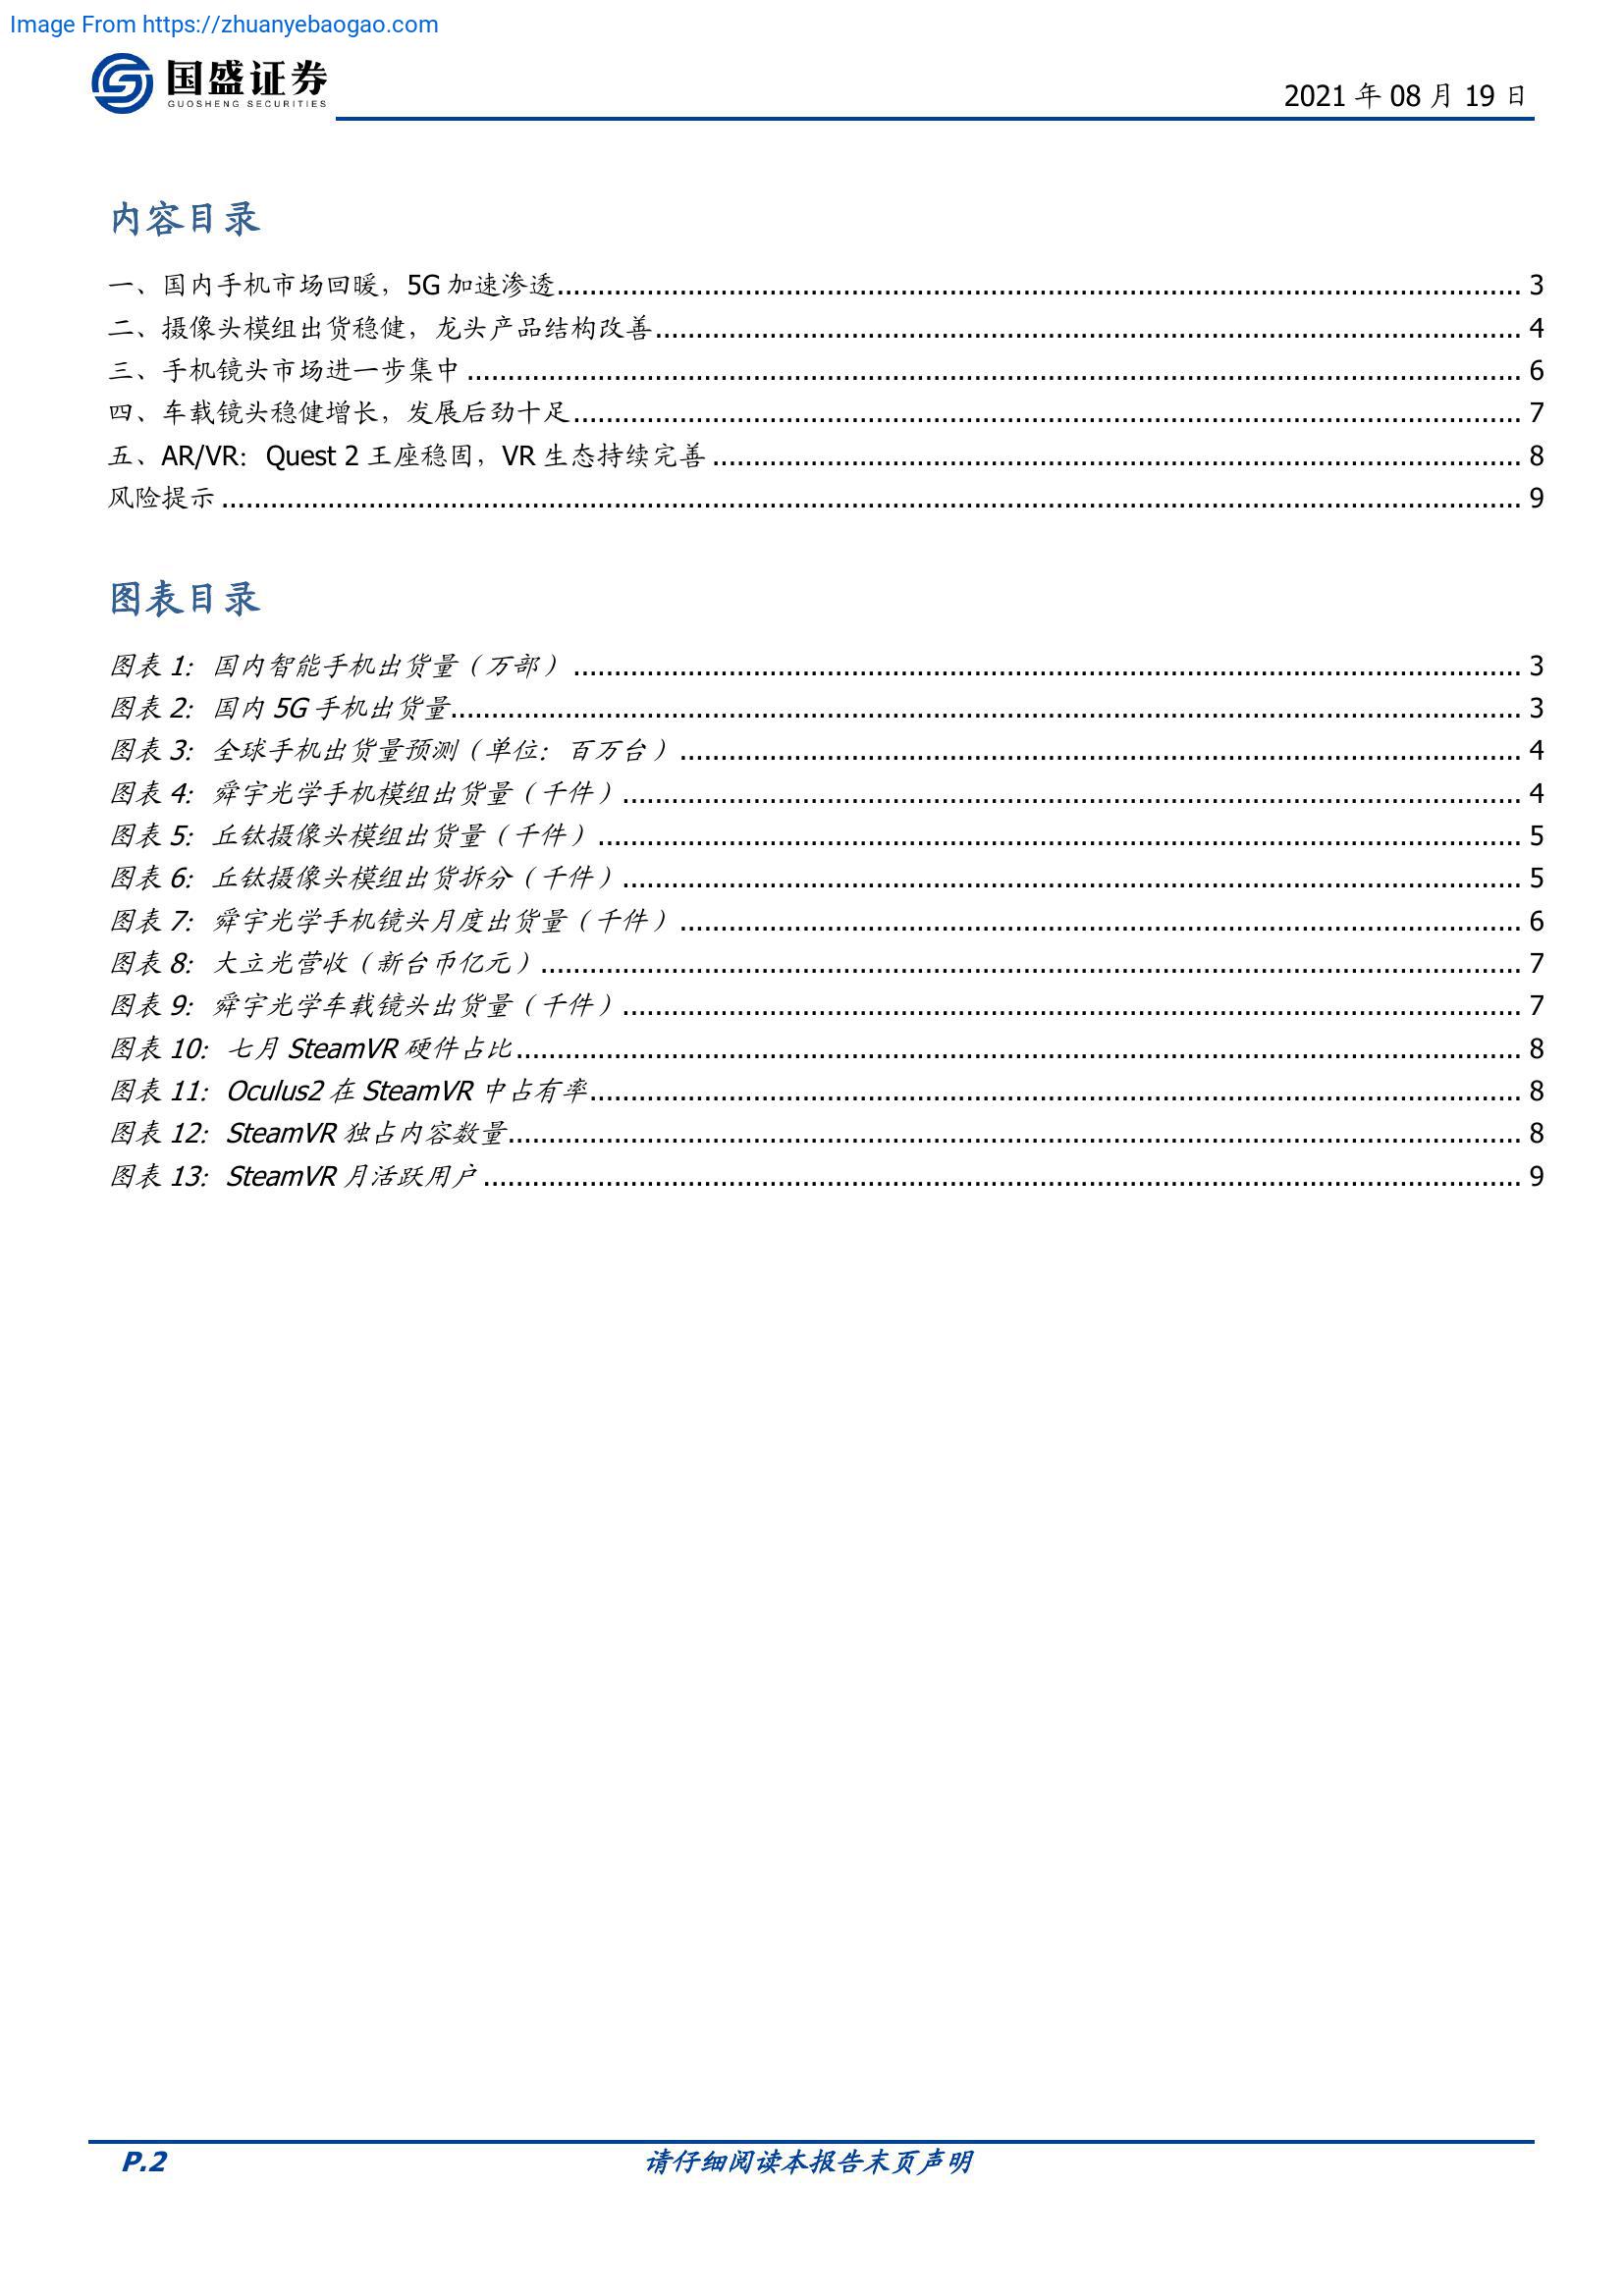 Image From https://zhuanyebaogao.com
国盛证券
GUOSHENG SECURITIES
2021 年 08 月 19 日
内容目录
一、国内手机市场回暖，5G 加速渗透........ 3
二、摄像头模组出货稳健，龙头产品结构改善........ 4
三、手机镜头市场进一步集中 ........ 6
四、车载镜头稳健增长，发展后劲十足........ 7
五、AR/VR：Quest 2 王座稳固，VR 生态持续完善 ........ 8
风险提示 ........ 9
图表目录
图表 1：国内智能手机出货量（万部） ........ 3
图表 2：国内 5G 手机出货量........ 3
图表 3：全球手机出货量预测（单位：百万台） ........ 4
图表 4：舜宇光学手机模组出货量（千件）........ 4
图表 5：丘钛摄像头模组出货量（千件） ........ 5
图表 6：丘钛摄像头模组出货拆分（千件）........ 5
图表 7：舜宇光学手机镜头月度出货量（千件） ........ 6
图表 8：大立光营收（新台币亿元）........ 7
图表 9：舜宇光学车载镜头出货量（千件）........ 7
图表 10：七月 SteamVR 硬件占比........ 8
图表 11：Oculus2 在 SteamVR 中占有率........ 8
图表 12：SteamVR 独占内容数量........ 8
图表 13：SteamVR 月活跃用户 ........ 9
P.2
请仔细阅读本报告末页声明